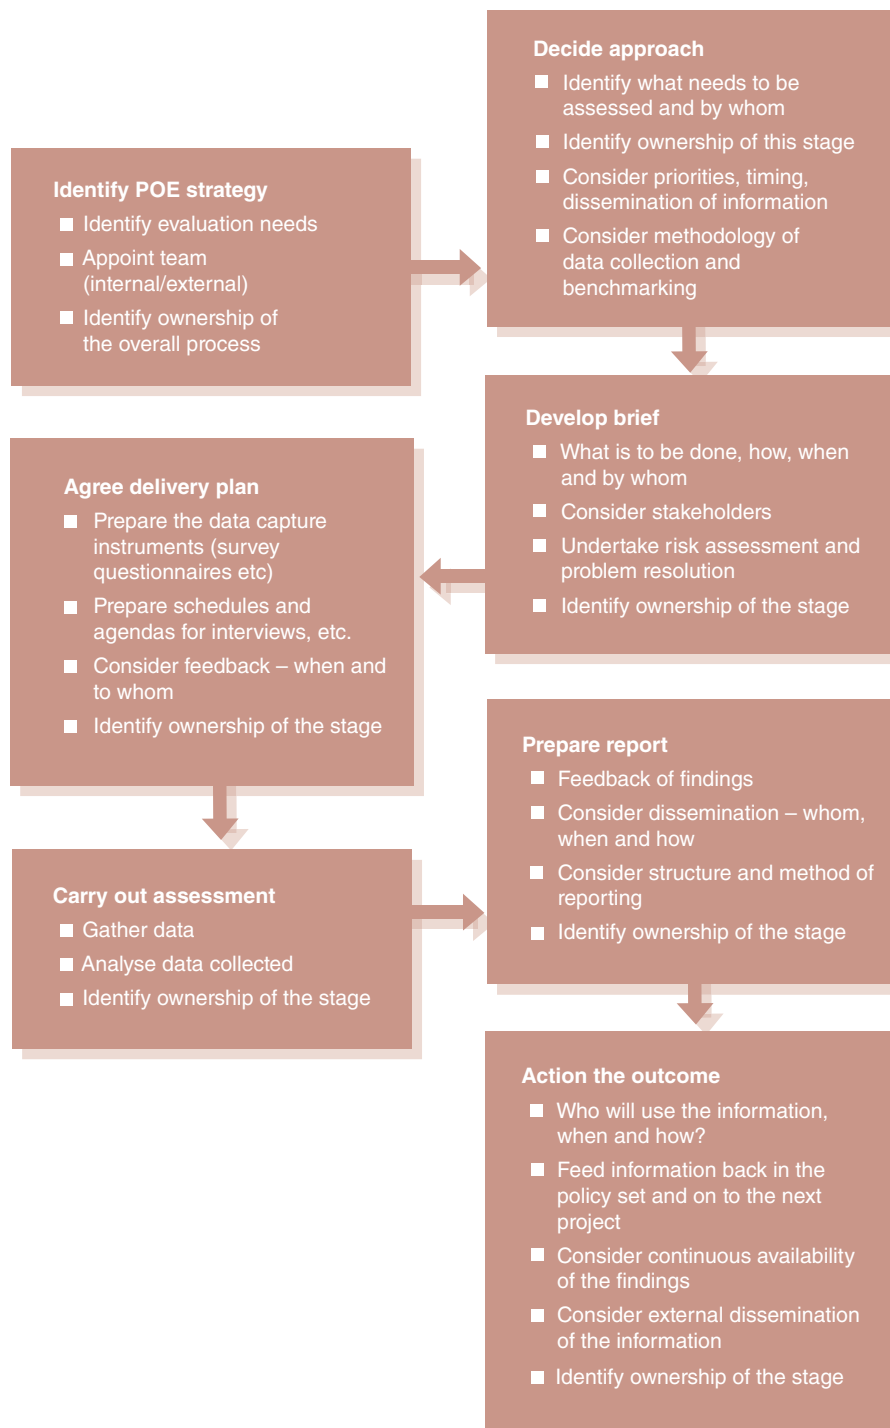 Identify POE strategy
■ Identify evaluation needs
■ Appoint team
(internal/external)
■ Identify ownership of
the overall process
Decide approach
■ Identify what needs to be
assessed and by whom
■ Identify ownership of this stage
■ Consider priorities, timing,
dissemination of information
■ Consider methodology of
data collection and
benchmarking
Develop brief
■ What is to be done, how, when
and by whom
■ Consider stakeholders
■ Undertake risk assessment and
problem resolution
■ Identify ownership of the stage
Agree delivery plan
■ Prepare the data capture
instruments (survey
questionnaires etc)
■ Prepare schedules and
agendas for interviews, etc.
■ Consider feedback – when and
to whom
■ Identify ownership of the stage
Carry out assessment
■ Gather data
■ Analyse data collected
■ Identify ownership of the stage
Prepare report
■ Feedback of findings
■ Consider dissemination – whom,
when and how
■ Consider structure and method of
reporting
■ Identify ownership of the stage
Action the outcome
■ Who will use the information,
when and how?
■ Feed information back in the
policy set and on to the next
project
■ Consider continuous availability
of the findings
■ Consider external dissemination
of the information
■ Identify ownership of the stage